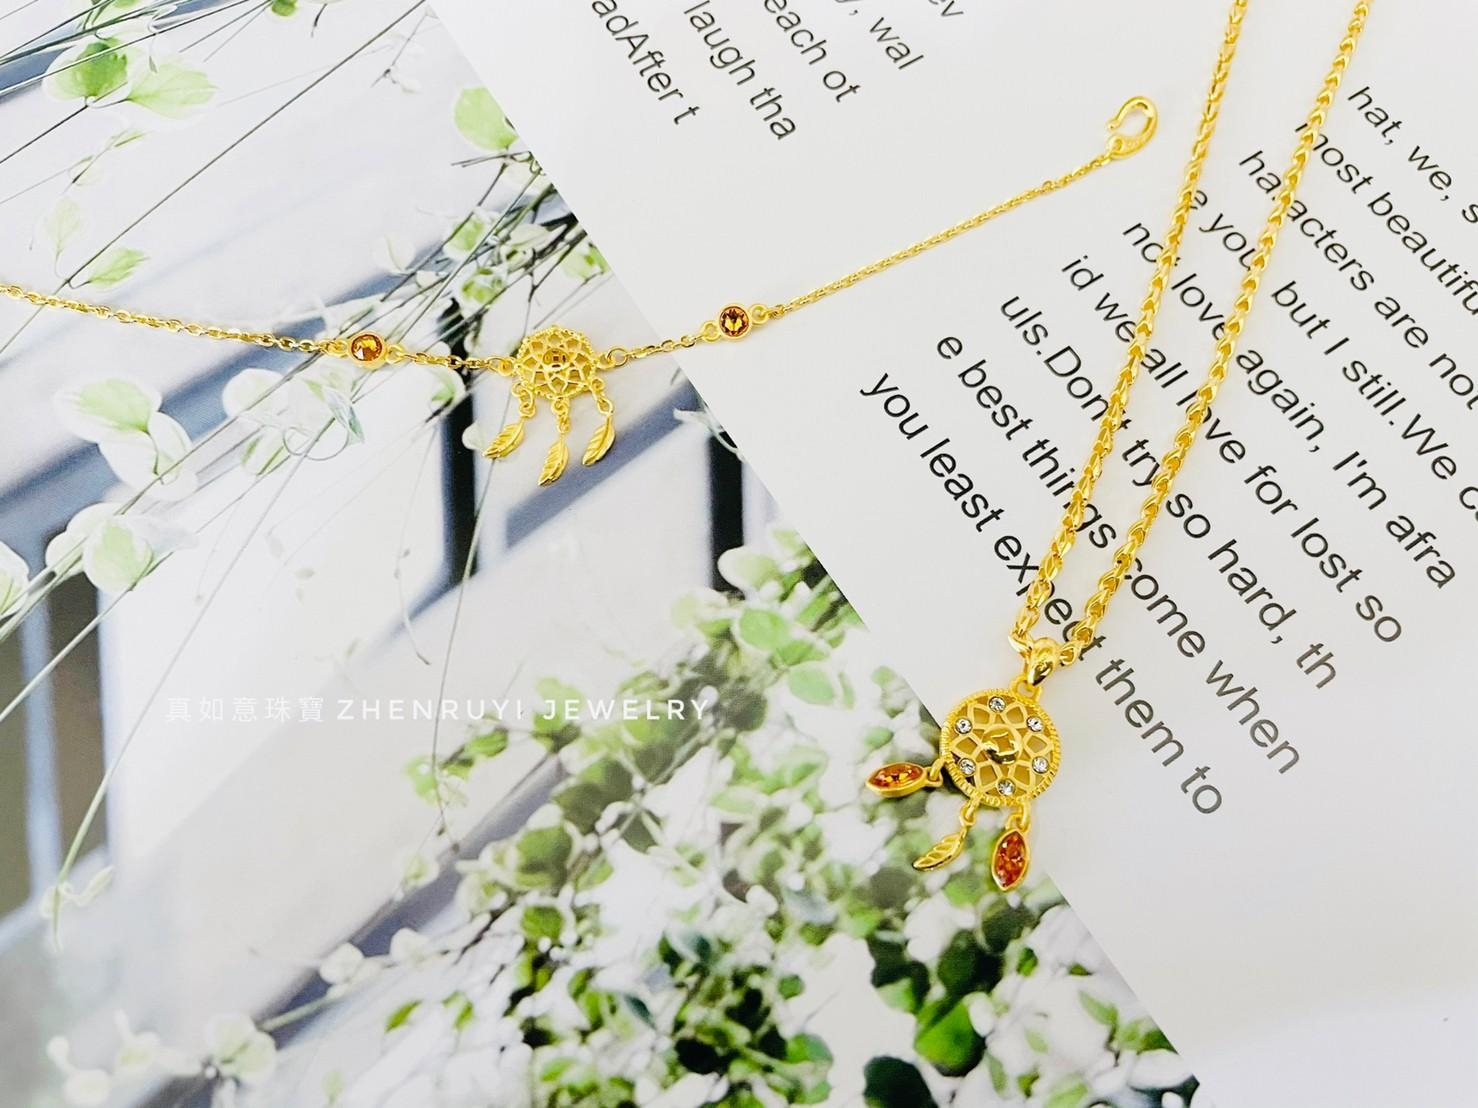 ev
y, wal
each ot
laugh tha
adAfter t
hat, we, s
most beautifu
haracters are not
e you, but I still.We c
not love again, I'm afra
id we all love for lost so
uls.Don't try so hard, th
e best things come when
you least expect them to
真如意珠寶 ZHENRUYI JEWELRY